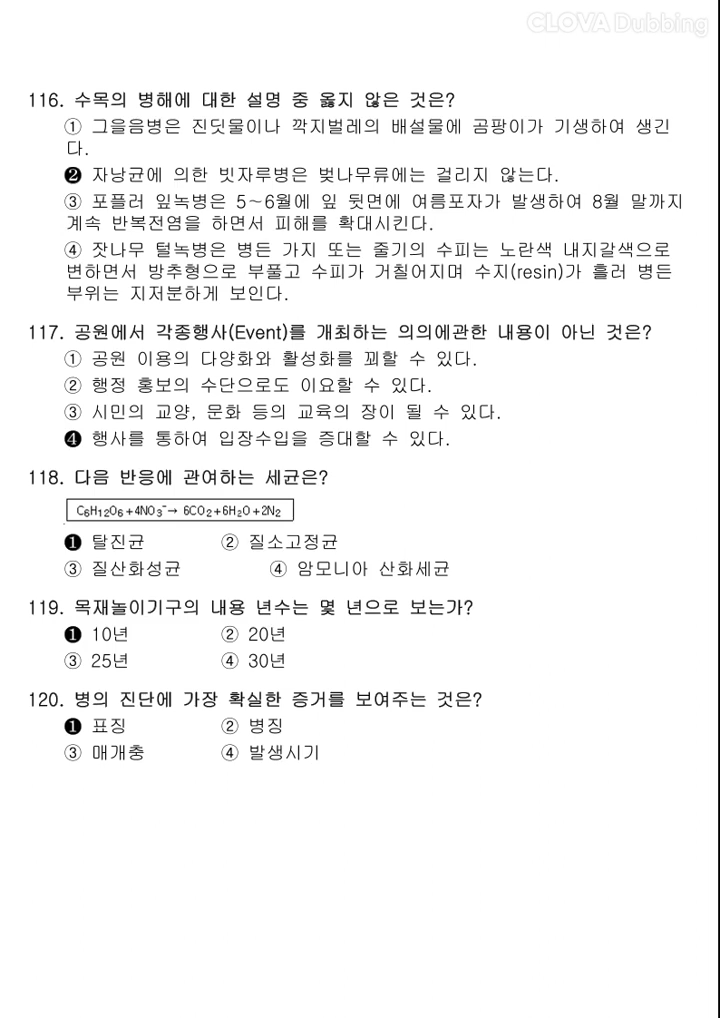 CLOVA Dubbing
116. 수목의 병해에 대한 설명 중 옳지 않은 것은?
① 그을음병은 진딧물이나 깍지벌레의 배설물에 곰팡이가 기생하여 생긴
다.
❷ 자낭균에 의한 빗자루병은 벚나무류에는 걸리지 않는다.
③ 포플러 잎녹병은 5~6월에 잎 뒷면에 여름포자가 발생하여 8월 말까지
계속 반복전염을 하면서 피해를 확대시킨다.
④ 잣나무 털녹병은 병든 가지 또는 줄기의 수피는 노란색 내지갈색으로
변하면서 방추형으로 부풀고 수피가 거칠어지며 수지(resin)가 흘러 병든
부위는 지저분하게 보인다.
117. 공원에서 각종행사(Event)를 개최하는 의의에관한 내용이 아닌 것은?
① 공원 이용의 다양화와 활성화를 꾀할 수 있다.
② 행정 홍보의 수단으로도 이요할 수 있다.
③ 시민의 교양, 문화 등의 교육의 장이 될 수 있다.
❹ 행사를 통하여 입장수입을 증대할 수 있다.
118. 다음 반응에 관여하는 세균은?
C₆H₁₂O₆+4NO₃⁻→ 6CO₂+6H₂O+2N₂
❶ 탈진균 ② 질소고정균
③ 질산화성균 ④ 암모니아 산화세균
119. 목재놀이기구의 내용 년수는 몇 년으로 보는가?
❶ 10년 ② 20년
③ 25년 ④ 30년
120. 병의 진단에 가장 확실한 증거를 보여주는 것은?
❶ 표징 ② 병징
③ 매개충 ④ 발생시기